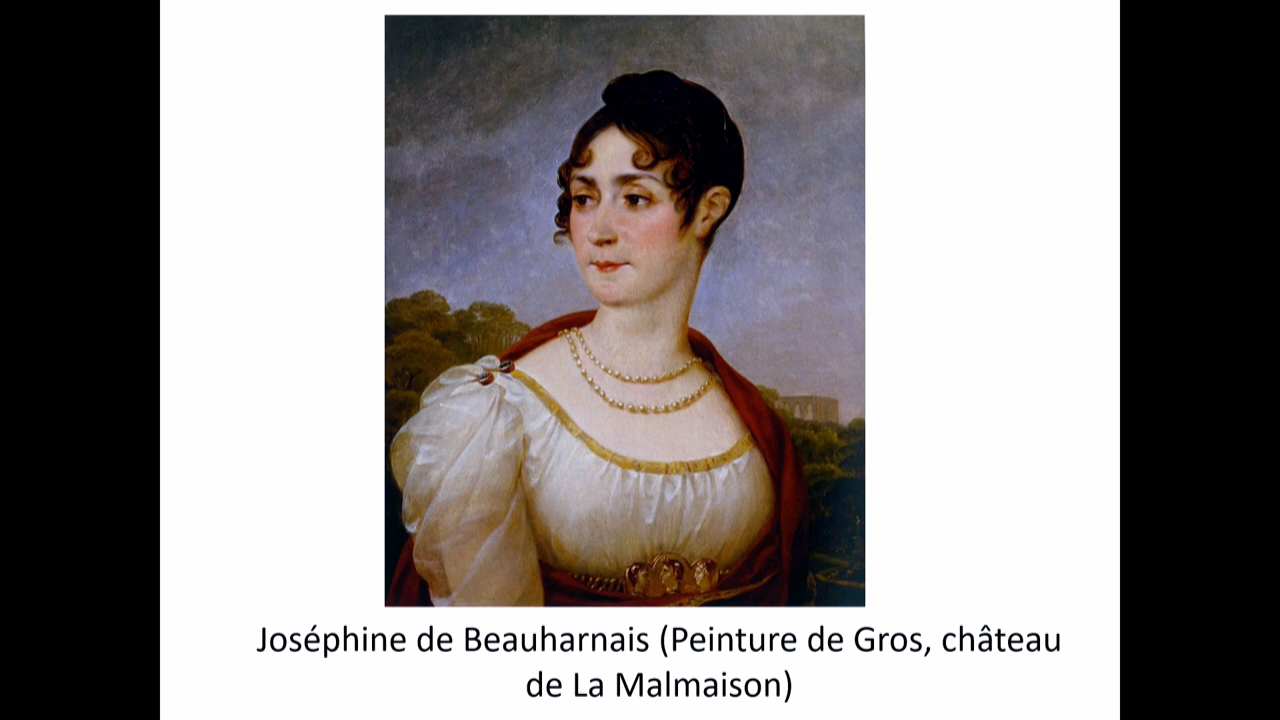 Joséphine de Beauharnais (Peinture de Gros, château
de La Malmaison)